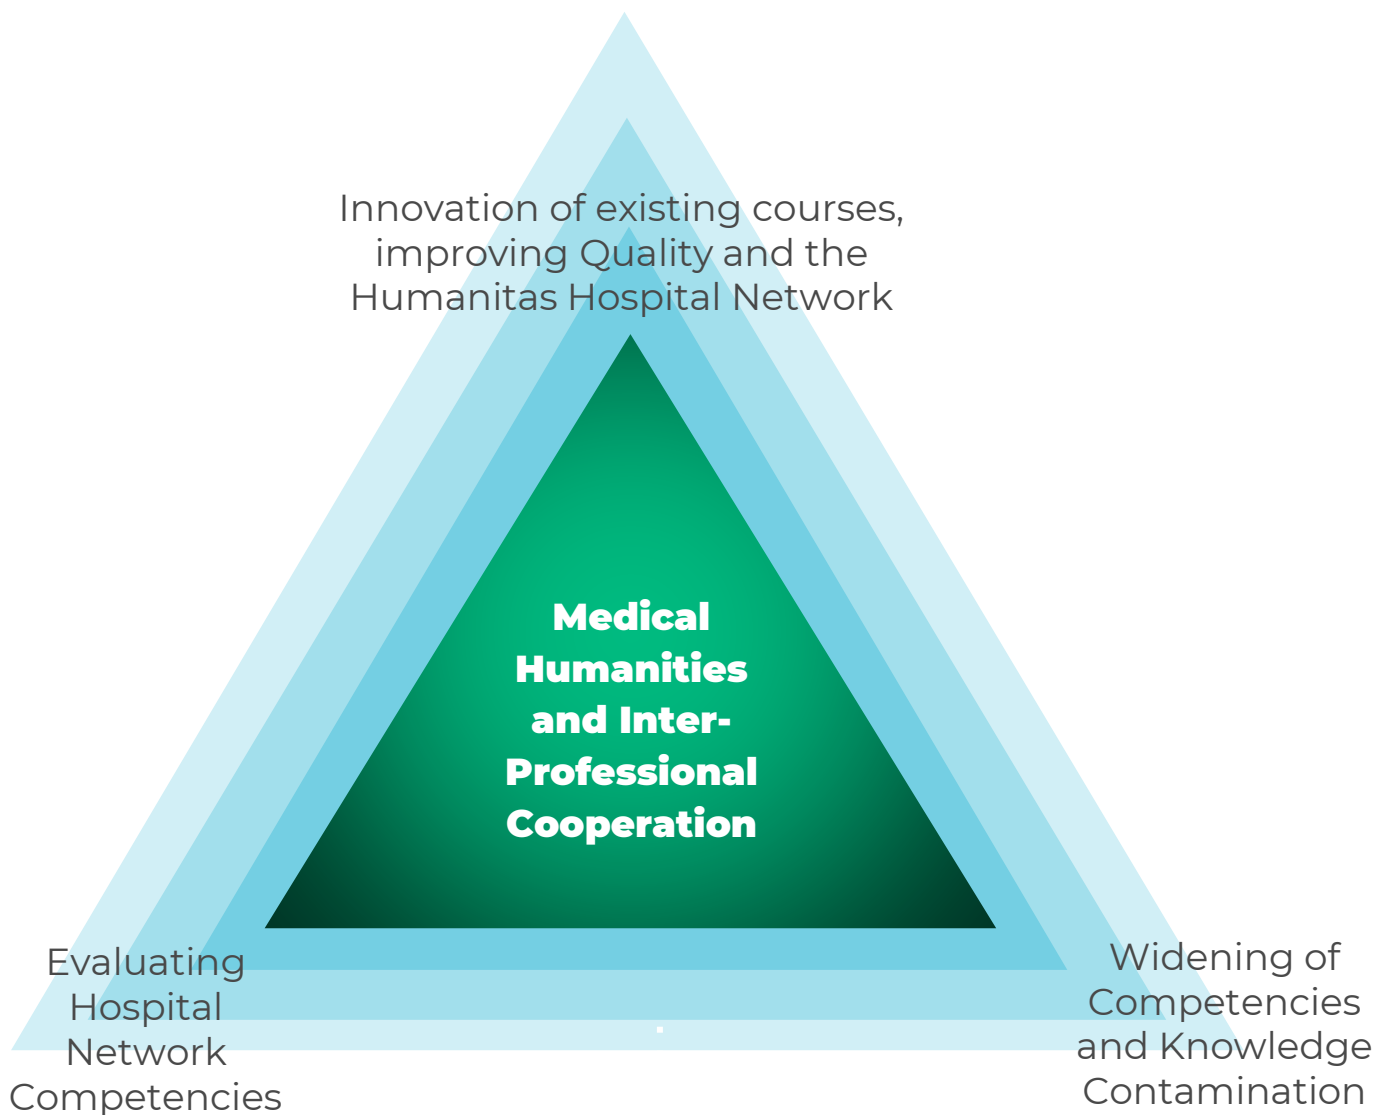 Innovation of existing courses,
improving Quality and the
Humanitas Hospital Network
Medical
Humanities
and Inter-
Professional
Cooperation
Evaluating
Hospital
Network
Competencies
Widening of
Competencies
and Knowledge
Contamination